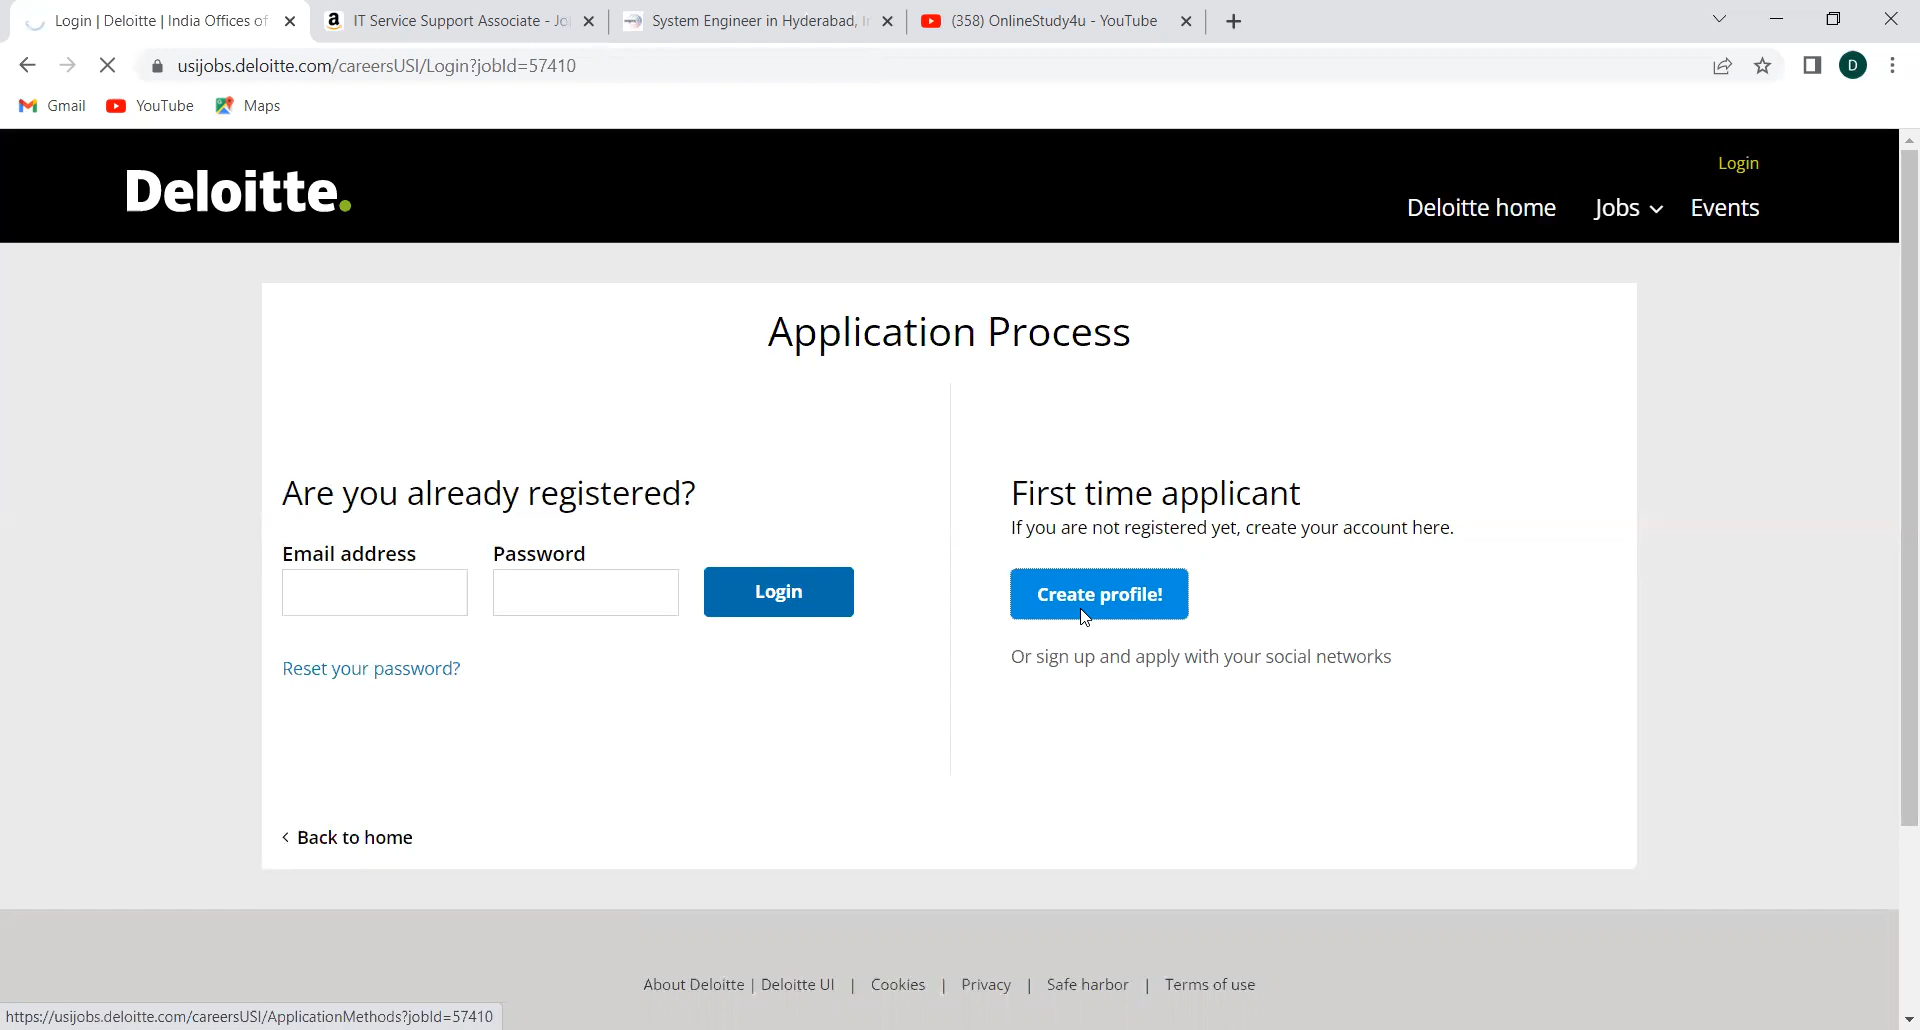 Login | Deloitte | India Offices of
IT Service Support Associate - Jo
System Engineer in Hyderabad, In
(358) OnlineStudy4u - YouTube
usijobs.deloitte.com/careersUSI/Login?jobId=57410
D
Gmail
YouTube
Maps
Deloitte.
Login
Deloitte home
Jobs
Events
Application Process
Are you already registered?
Email address
Password
Login
Reset your password?
First time applicant
If you are not registered yet, create your account here.
Create profile!
Or sign up and apply with your social networks
< Back to home
About Deloitte | Deloitte UI | Cookies | Privacy | Safe harbor | Terms of use
https://usijobs.deloitte.com/careersUSI/ApplicationMethods?jobId=57410